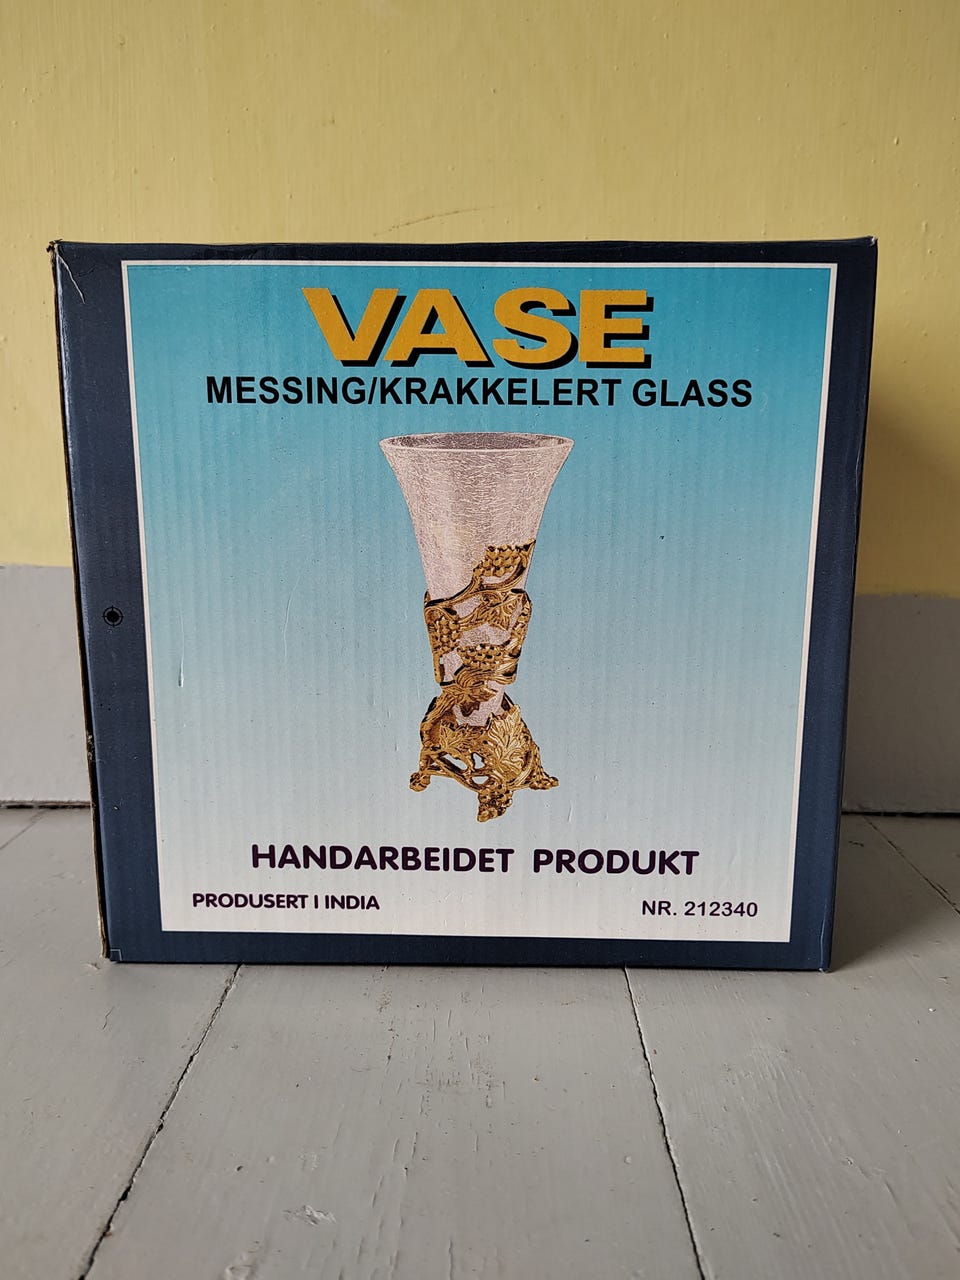 VASE
MESSING/KRAKKELERT GLASS
HANDARBEIDET PRODUKT
PRODUSERT I INDIA
NR. 212340